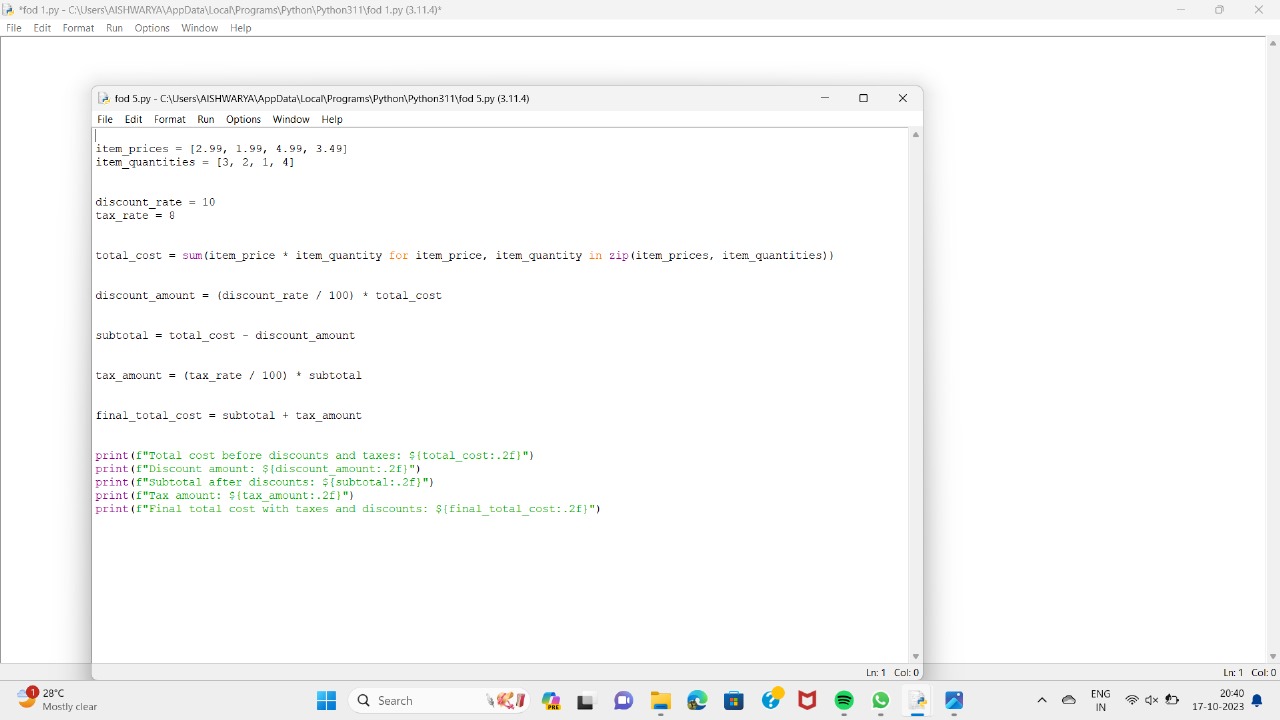 *fod 1.py - C:\Users\AISHWARYA\AppData\Local\Programs\Python\Python311\fod 1.py (3.11.4)*
File Edit Format Run Options Window Help
fod 5.py - C:\Users\AISHWARYA\AppData\Local\Programs\Python\Python311\fod 5.py (3.11.4)
File Edit Format Run Options Window Help
item_prices = [2.99, 1.99, 4.99, 3.49]
item_quantities = [3, 2, 1, 4]
discount_rate = 10
tax_rate = 8
total_cost = sum(item_price * item_quantity for item_price, item_quantity in zip(item_prices, item_quantities))
discount_amount = (discount_rate / 100) * total_cost
subtotal = total_cost - discount_amount
tax_amount = (tax_rate / 100) * subtotal
final_total_cost = subtotal + tax_amount
print(f"Total cost before discounts and taxes: ${total_cost:.2f}")
print(f"Discount amount: ${discount_amount:.2f}")
print(f"Subtotal after discounts: ${subtotal:.2f}")
print(f"Tax amount: ${tax_amount:.2f}")
print(f"Final total cost with taxes and discounts: ${final_total_cost:.2f}")
Ln: 1 Col: 0
Ln: 1 Col: 0
1
28°C
Mostly clear
Search
PRE
ENG
IN
20:40
17-10-2023